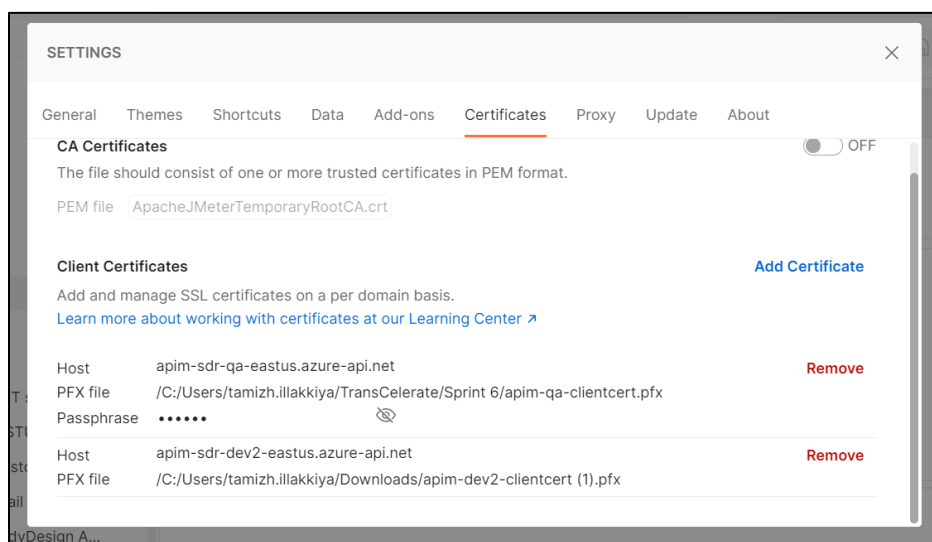 SETTINGS
General Themes Shortcuts Data Add-ons Certificates Proxy Update About
CA Certificates OFF
The file should consist of one or more trusted certificates in PEM format.
PEM file ApacheJMeterTemporaryRootCA.crt
Client Certificates Add Certificate
Add and manage SSL certificates on a per domain basis.
Learn more about working with certificates at our Learning Center ↗
Host apim-sdr-qa-eastus.azure-api.net Remove
PFX file /C:/Users/tamizh.illakkiya/TransCelerate/Sprint 6/apim-qa-clientcert.pfx
Passphrase ••••••
Host apim-sdr-dev2-eastus.azure-api.net Remove
PFX file /C:/Users/tamizh.illakkiya/Downloads/apim-dev2-clientcert (1).pfx
dyDesign A...